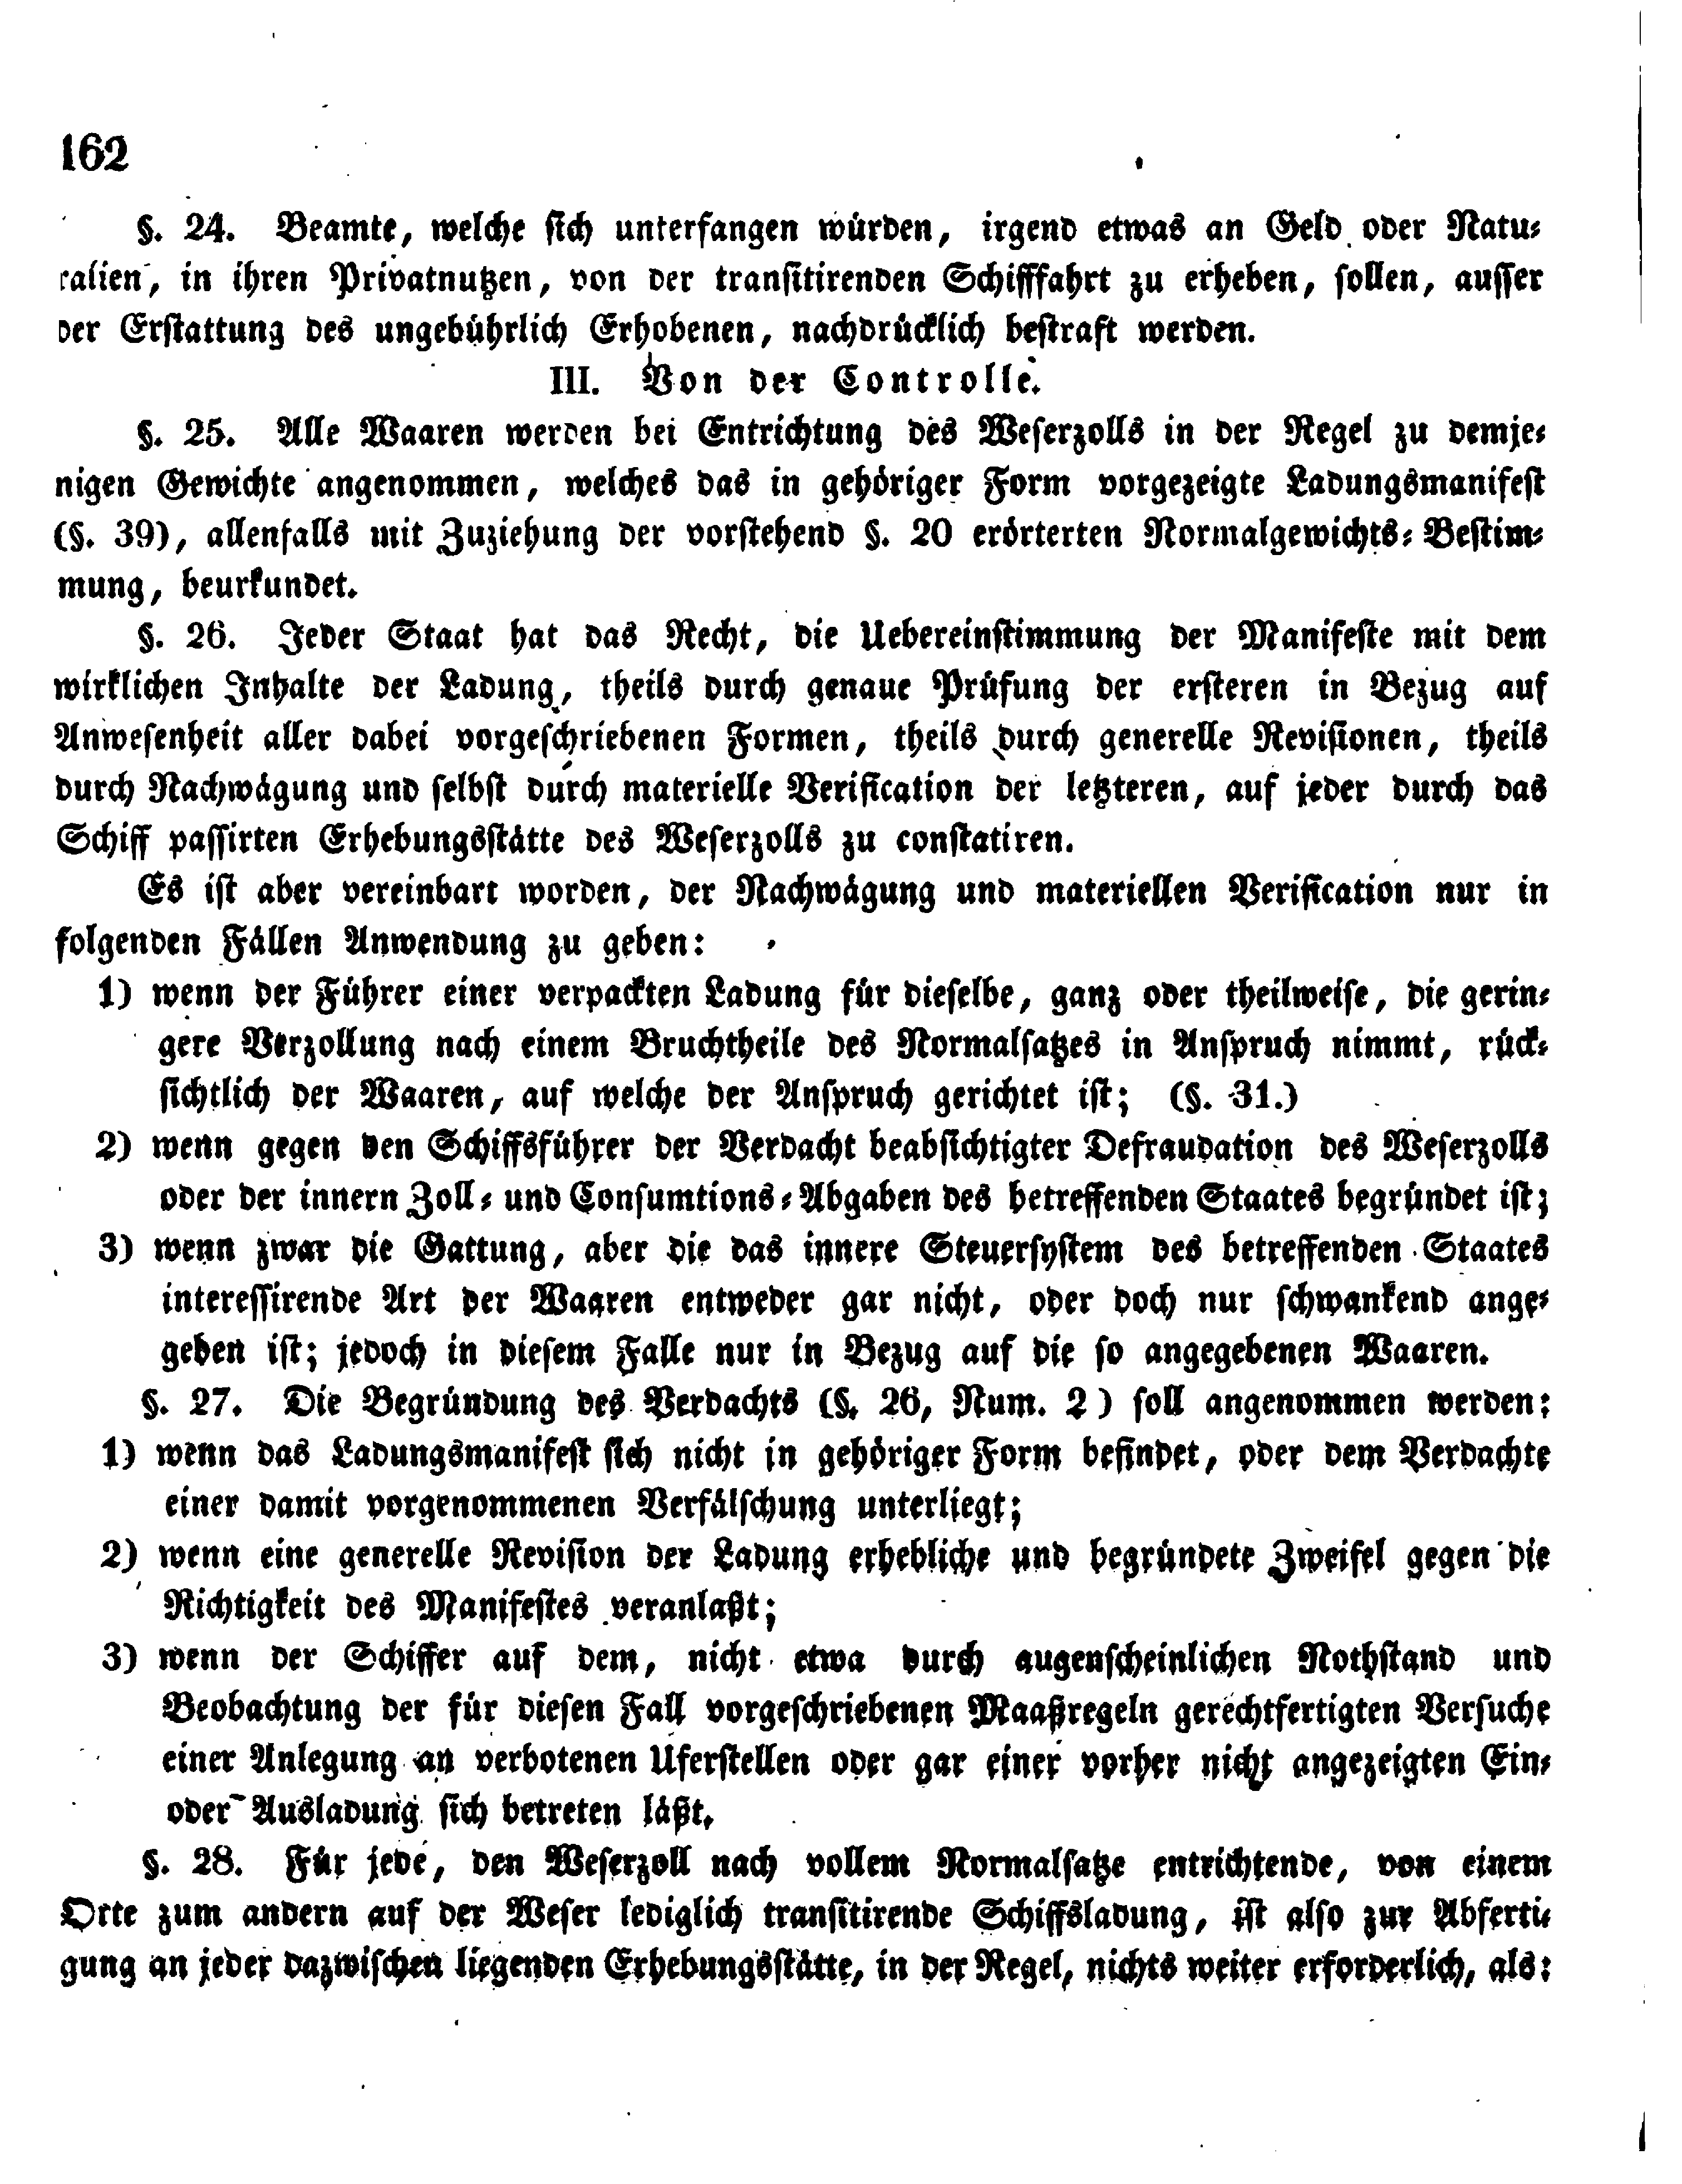 162
§. 24. Beamte, welche sich unterfangen würden, irgend etwas an Geld oder Natu-
ralien, in ihren Privatnutzen, von der transitirenden Schifffahrt zu erheben, sollen, ausser
der Erstattung des ungebührlich Erhobenen, nachdrücklich bestraft werden.
III. Von der Controlle.
§. 25. Alle Waaren werden bei Entrichtung des Weserzolls in der Regel zu demje-
nigen Gewichte angenommen, welches das in gehöriger Form vorgezeigte Ladungsmanifest
(§. 39), allenfalls mit Zuziehung der vorstehend §. 20 erörterten Normalgewichts-Bestim-
mung, beurkundet.
§. 26. Jeder Staat hat das Recht, die Uebereinstimmung der Manifeste mit dem
wirklichen Inhalte der Ladung, theils durch genaue Prüfung der ersteren in Bezug auf
Anwesenheit aller dabei vorgeschriebenen Formen, theils durch generelle Revisionen, theils
durch Nachwägung und selbst durch materielle Verification der letzteren, auf jeder durch das
Schiff passirten Erhebungsstätte des Weserzolls zu constatiren.
Es ist aber vereinbart worden, der Nachwägung und materiellen Verification nur in
folgenden Fällen Anwendung zu geben:
1) wenn der Führer einer verpackten Ladung für dieselbe, ganz oder theilweise, die gerin-
gere Verzollung nach einem Bruchtheile des Normalsatzes in Anspruch nimmt, rück-
sichtlich der Waaren, auf welche der Anspruch gerichtet ist; (§. 31.)
2) wenn gegen den Schiffsführer der Verdacht beabsichtigter Defraudation des Weserzolls
oder der innern Zoll- und Consumtions-Abgaben des betreffenden Staates begründet ist;
3) wenn zwar die Gattung, aber die das innere Steuersystem des betreffenden Staates
interessirende Art der Waaren entweder gar nicht, oder doch nur schwankend ange-
geben ist; jedoch in diesem Falle nur in Bezug auf die so angegebenen Waaren.
§. 27. Die Begründung des Verdachts (§. 26, Num. 2) soll angenommen werden:
1) wenn das Ladungsmanifest sich nicht in gehöriger Form befindet, oder dem Verdachte
einer damit vorgenommenen Verfälschung unterliegt;
2) wenn eine generelle Revision der Ladung erhebliche und begründete Zweifel gegen die
Richtigkeit des Manifestes veranlaßt;
3) wenn der Schiffer auf dem, nicht etwa durch augenscheinlichen Nothstand und
Beobachtung der für diesen Fall vorgeschriebenen Maaßregeln gerechtfertigten Versuche
einer Anlegung an verbotenen Uferstellen oder gar einer vorher nicht angezeigten Ein-
oder Ausladung sich betreten läßt.
§. 28. Für jede, den Weserzoll nach vollem Normalsatze entrichtende, von einem
Orte zum andern auf der Weser lediglich transitirende Schiffsladung, ist also zur Abferti-
gung an jeder dazwischen liegenden Erhebungsstätte, in der Regel, nichts weiter erforderlich, als: